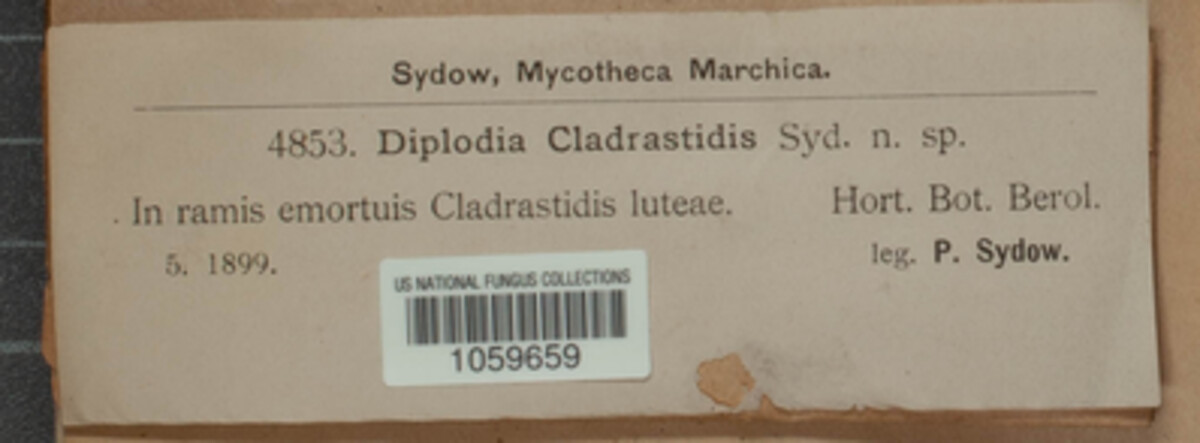 Sydow, Mycotheca Marchica.
4853. Diplodia Cladrastidis Syd. n. sp.
In ramis emortuis Cladrastidis luteae. Hort. Bot. Berol.
5. 1899. leg. P. Sydow.
US NATIONAL FUNGUS COLLECTIONS
1059659